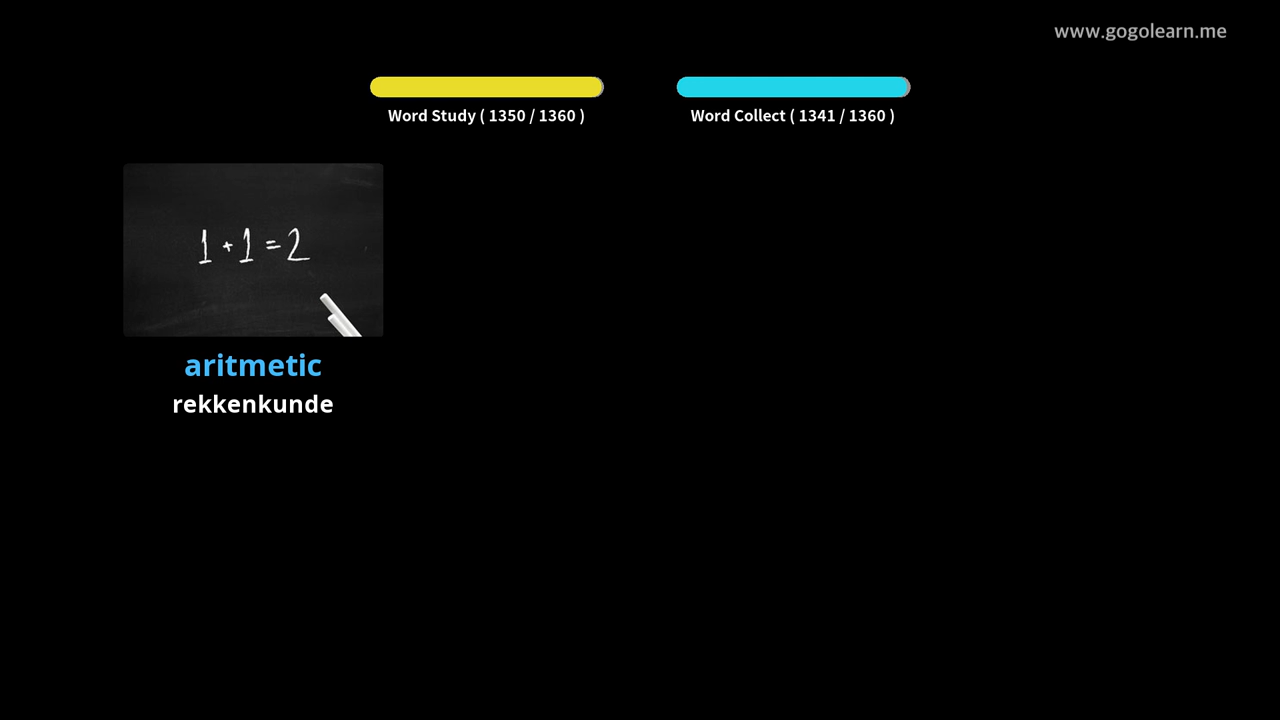 www.gogolearn.me
Word Study ( 1350 / 1360 )
Word Collect ( 1341 / 1360 )
1 + 1 = 2
aritmetic
rekkenkunde